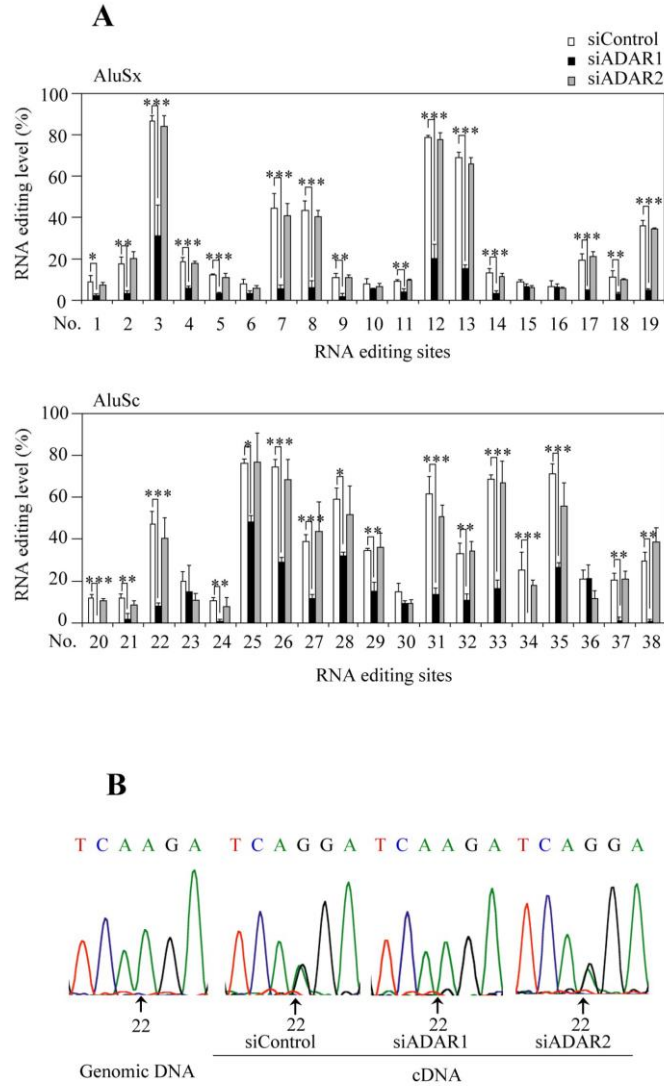 A
siControl
siADAR1
siADAR2
AluSx
RNA editing level (%)
100
80
60
40
20
0
* ** *** *** *** *** *** ** ** *** *** *** *** ** ***
No. 1 2 3 4 5 6 7 8 9 10 11 12 13 14 15 16 17 18 19
RNA editing sites
AluSc
RNA editing level (%)
100
80
60
40
20
0
*** ** *** ** * *** *** * ** *** ** *** *** *** ** **
No. 20 21 22 23 24 25 26 27 28 29 30 31 32 33 34 35 36 37 38
RNA editing sites
B
T C A A G A T C A G G A T C A A G A T C A G G A
22 22 22 22
siControl siADAR1 siADAR2
Genomic DNA cDNA